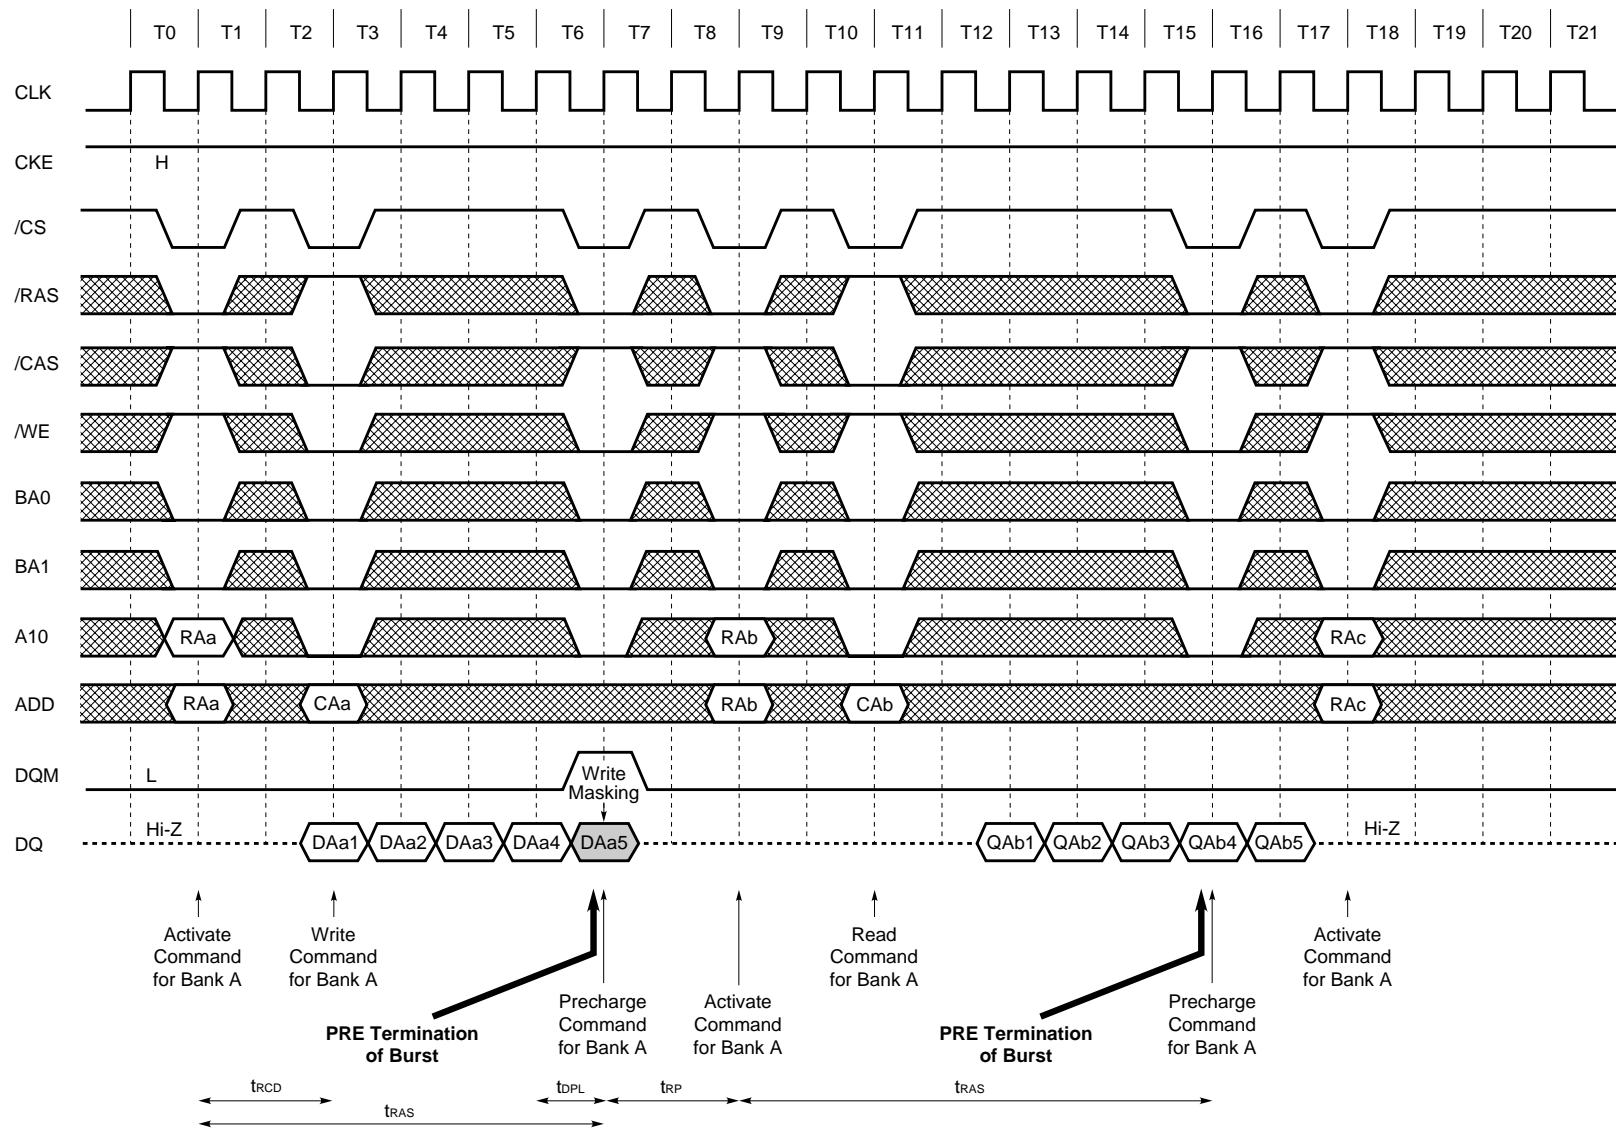 T0 T1 T2 T3 T4 T5 T6 T7 T8 T9 T10 T11 T12 T13 T14 T15 T16 T17 T18 T19 T20 T21
CLK
CKE H
/CS
/RAS
/CAS
/WE
BA0
BA1
A10 RAa RAb RAc
ADD RAa CAa RAb CAb RAc
DQM L Write
Masking
Hi-Z Hi-Z
DQ DAa1 DAa2 DAa3 DAa4 DAa5 QAb1 QAb2 QAb3 QAb4 QAb5
Activate
Command
for Bank A
Write
Command
for Bank A
PRE Termination
of Burst
Precharge
Command
for Bank A
Activate
Command
for Bank A
Read
Command
for Bank A
PRE Termination
of Burst
Precharge
Command
for Bank A
Activate
Command
for Bank A
tRCD tDPL tRP tRAS
tRAS